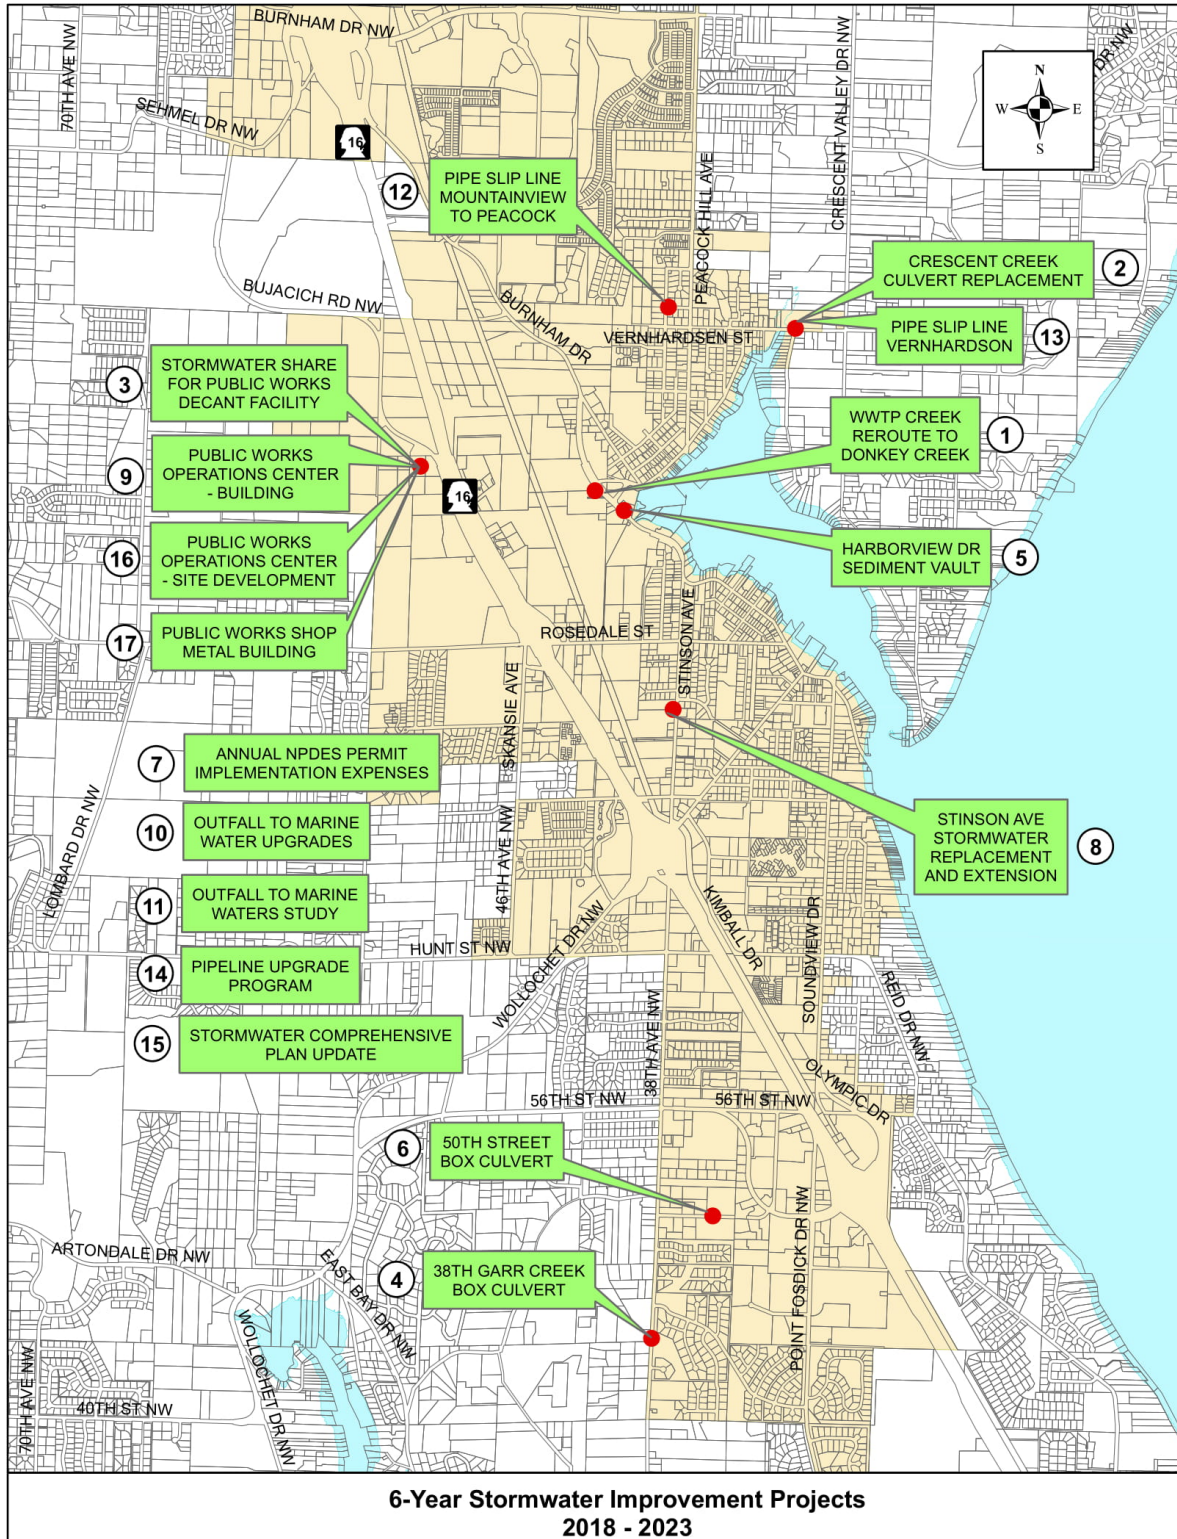 BURNHAM DR NW
70TH AVE NW
SEHMEL DR NW
16
CRESCENT VALLEY DR NW
DR NW
N
W
E
S
12
PIPE SLIP LINE
MOUNTAINVIEW
TO PEACOCK
PEACOCK HILL AVE
CRESCENT CREEK
CULVERT REPLACEMENT
2
BUJACICH RD NW
BURNHAM DR
VERNHARDSEN ST
PIPE SLIP LINE
VERNHARDSON
13
3
STORMWATER SHARE
FOR PUBLIC WORKS
DECANT FACILITY
WWTP CREEK
REROUTE TO
DONKEY CREEK
1
9
PUBLIC WORKS
OPERATIONS CENTER
- BUILDING
16
16
PUBLIC WORKS
OPERATIONS CENTER
- SITE DEVELOPMENT
HARBORVIEW DR
SEDIMENT VAULT
5
17
PUBLIC WORKS SHOP
METAL BUILDING
ROSEDALE ST
STINSON AVE
SKANSIE AVE
7
ANNUAL NPDES PERMIT
IMPLEMENTATION EXPENSES
10
OUTFALL TO MARINE
WATER UPGRADES
STINSON AVE
STORMWATER
REPLACEMENT
AND EXTENSION
8
LOMBARD DR NW
46TH AVE NW
11
OUTFALL TO MARINE
WATERS STUDY
KIMBALL DR
SOUNDVIEW DR
HUNT ST NW
WOLLOCHET DR NW
14
PIPELINE UPGRADE
PROGRAM
REID DR NW
15
STORMWATER COMPREHENSIVE
PLAN UPDATE
38TH AVE NW
OLYMPIC DR
56TH ST NW
56TH ST NW
6
50TH STREET
BOX CULVERT
POINT FOSDICK DR NW
ARTONDALE DR NW
EAST BAY DR NW
4
38TH GARR CREEK
BOX CULVERT
WOLLOCHET DR NW
70TH AVE NW
40TH ST NW
6-Year Stormwater Improvement Projects
2018 - 2023